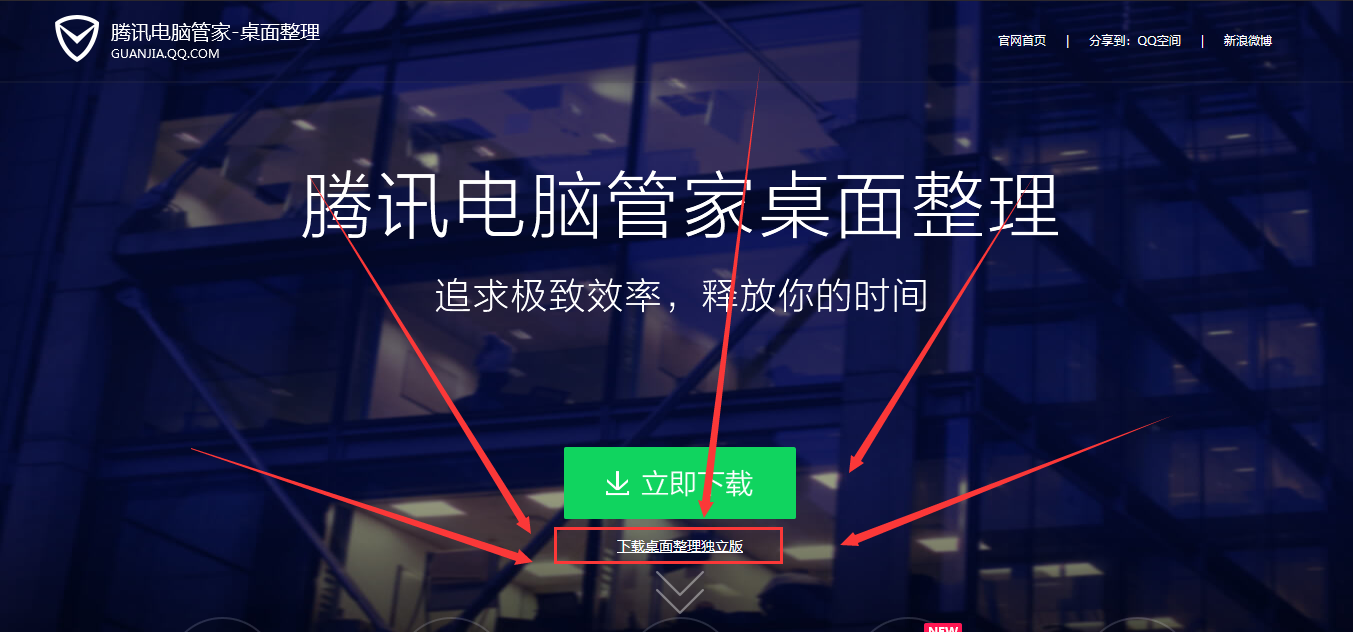 腾讯电脑管家-桌面整理
GUANJIA.QQ.COM
官网首页 | 分享到：QQ空间 | 新浪微博
腾讯电脑管家桌面整理
追求极致效率，释放你的时间
立即下载
下载桌面整理独立版
NEW